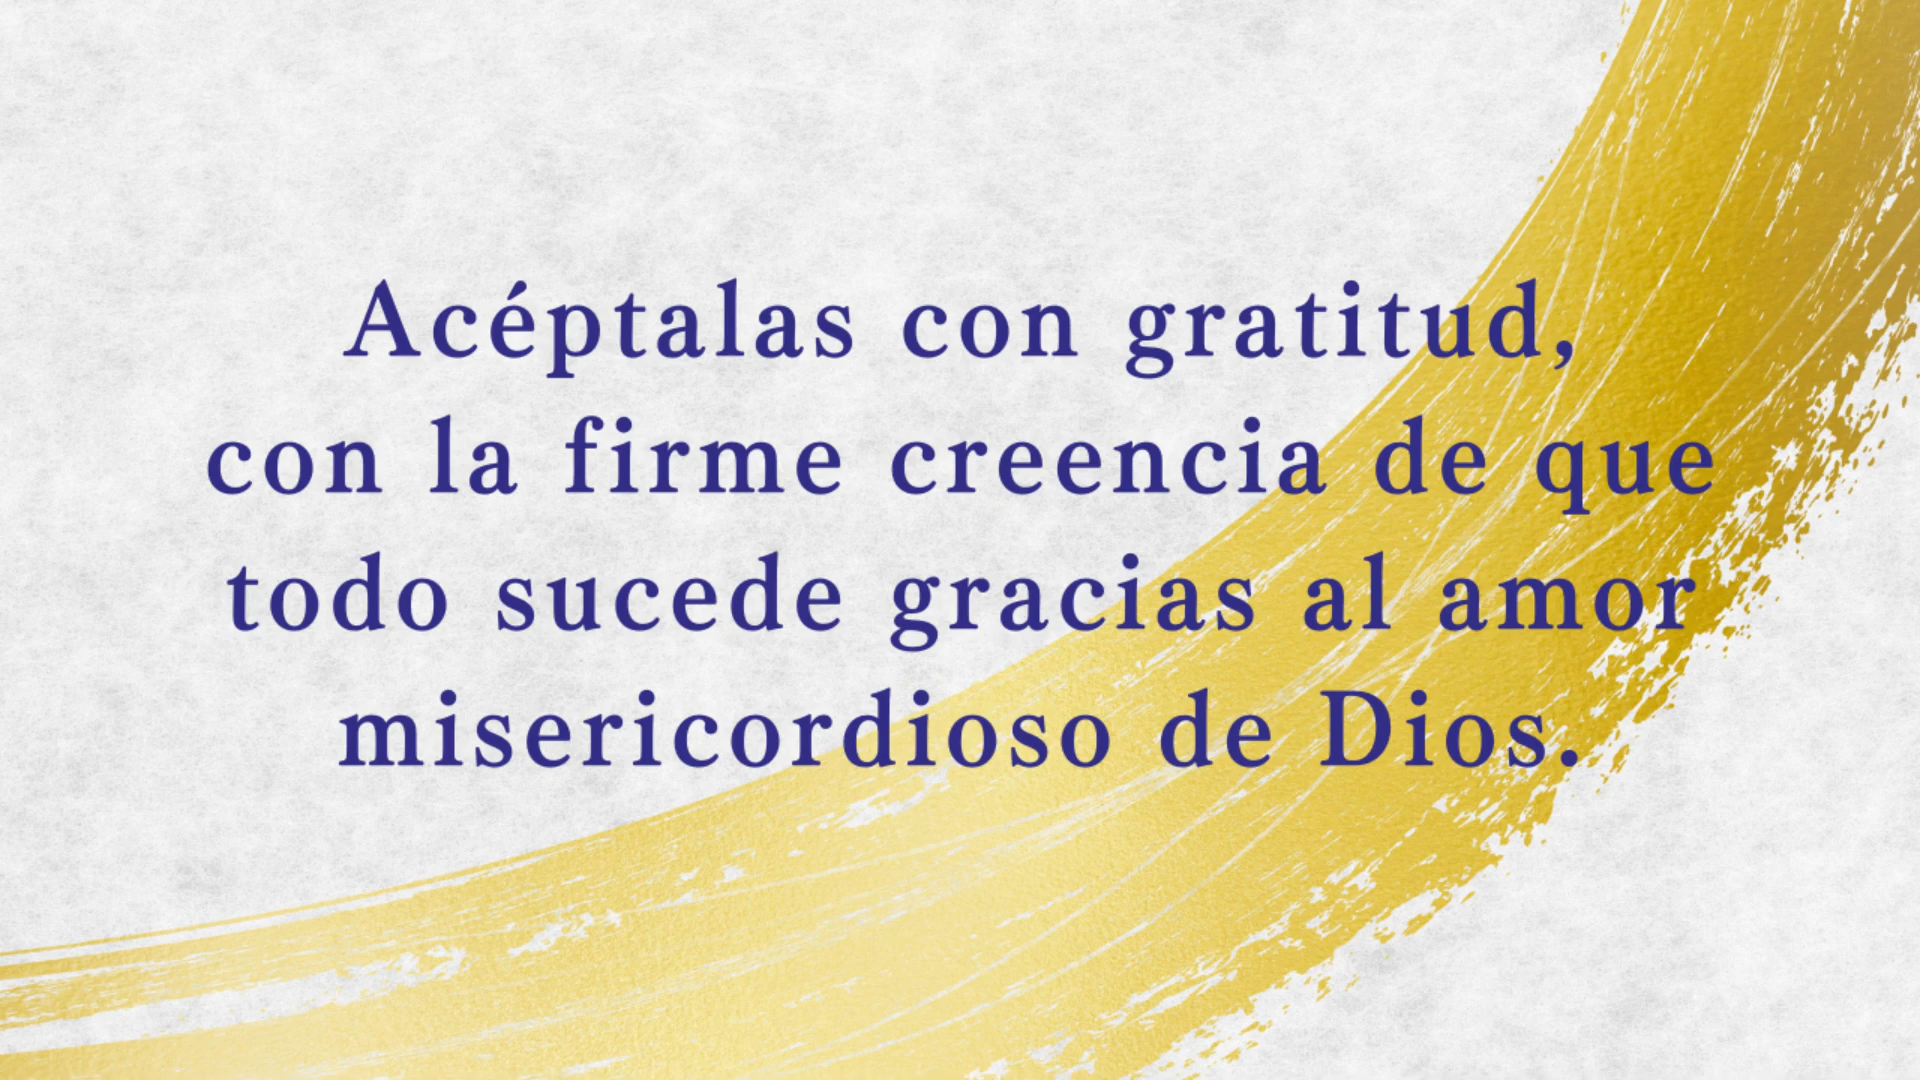 Acéptalas con gratitud,
con la firme creencia de que
todo sucede gracias al amor
misericordioso de Dios.